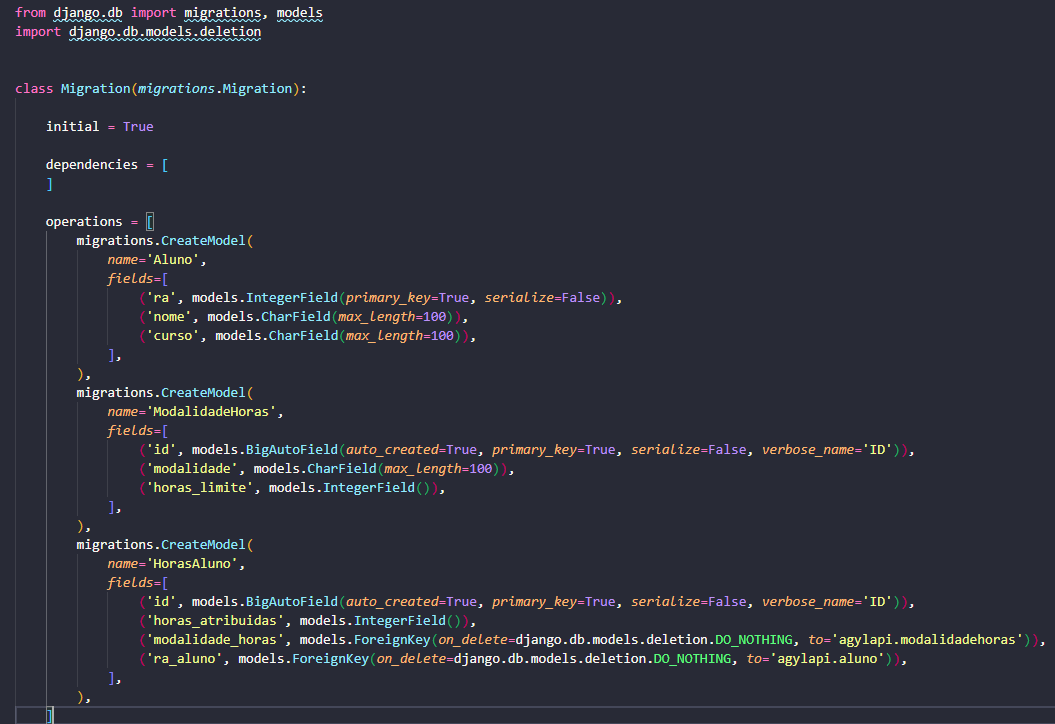 from django.db import migrations, models
import django.db.models.deletion
class Migration(migrations.Migration):
initial = True
dependencies = [
]
operations = [
migrations.CreateModel(
name='Aluno',
fields=[
('ra', models.IntegerField(primary_key=True, serialize=False)),
('nome', models.CharField(max_length=100)),
('curso', models.CharField(max_length=100)),
],
),
migrations.CreateModel(
name='ModalidadeHoras',
fields=[
('id', models.BigAutoField(auto_created=True, primary_key=True, serialize=False, verbose_name='ID')),
('modalidade', models.CharField(max_length=100)),
('horas_limite', models.IntegerField()),
],
),
migrations.CreateModel(
name='HorasAluno',
fields=[
('id', models.BigAutoField(auto_created=True, primary_key=True, serialize=False, verbose_name='ID')),
('horas_atribuidas', models.IntegerField()),
('modalidade_horas', models.ForeignKey(on_delete=django.db.models.deletion.DO_NOTHING, to='agylapi.modalidadehoras')),
('ra_aluno', models.ForeignKey(on_delete=django.db.models.deletion.DO_NOTHING, to='agylapi.aluno')),
],
),
]